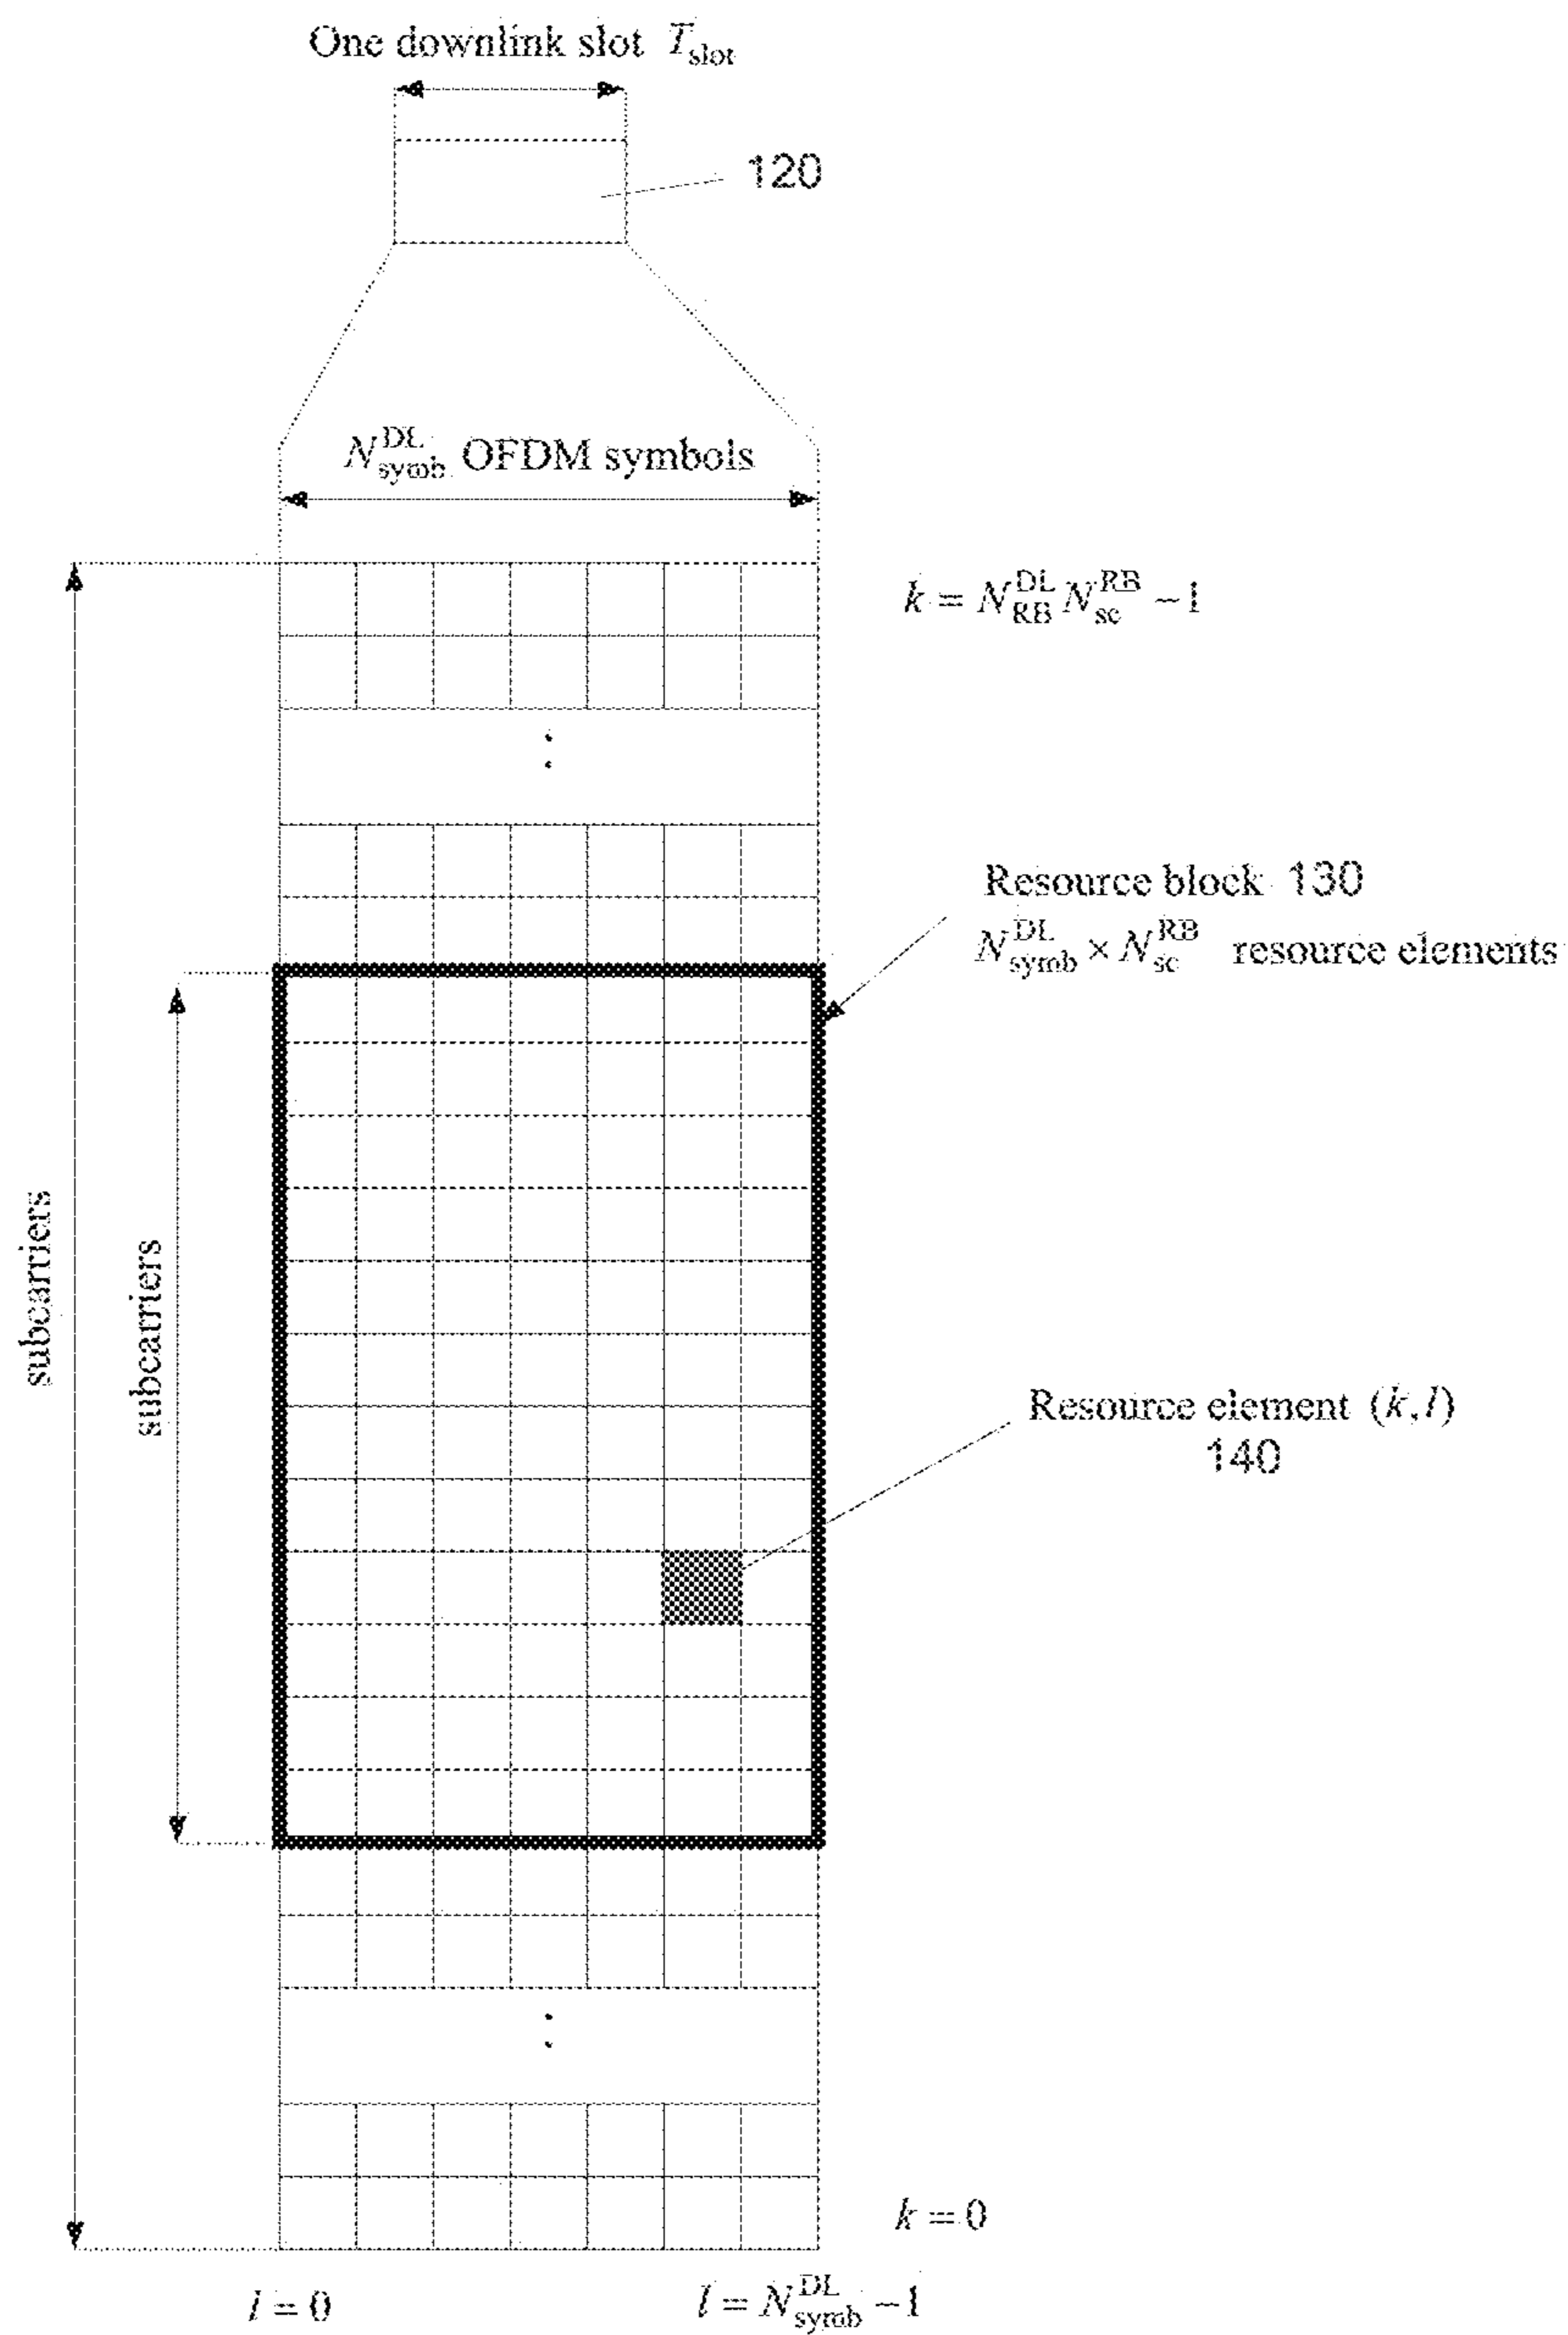 One downlink slot T_slot
120
N_symb^DL OFDM symbols
k = N_RB^DL N_sc^RB − 1
Resource block 130
N_symb^DL × N_sc^RB resource elements
subcarriers
subcarriers
Resource element (k, l)
140
k = 0
l = 0
l = N_symb^DL − 1